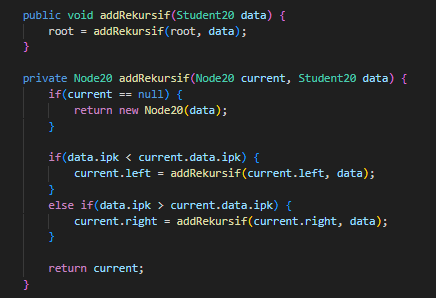 public void addRekursif(Student20 data) {
    root = addRekursif(root, data);
}

private Node20 addRekursif(Node20 current, Student20 data) {
    if(current == null) {
        return new Node20(data);
    }

    if(data.ipk < current.data.ipk) {
        current.left = addRekursif(current.left, data);
    }
    else if(data.ipk > current.data.ipk) {
        current.right = addRekursif(current.right, data);
    }

    return current;
}